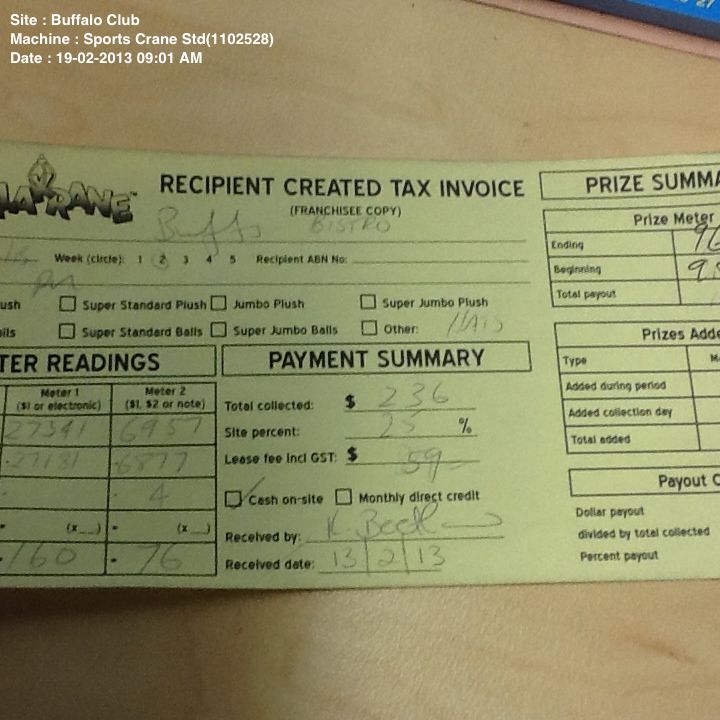 Site : Buffalo Club
Machine : Sports Crane Std(1102528)
Date : 19-02-2013 09:01 AM
RECIPIENT CREATED TAX INVOICE
(FRANCHISEE COPY)
Buffs BISTRO
Week (circle): 1 2 3 4 5 Recipient ABN No:
ush Super Standard Plush Jumbo Plush Super Jumbo Plush
Super Standard Balls Super Jumbo Balls Other:
TER READINGS
Meter 1 Meter 2
($1 or electronic) ($1, $2 or note)
27341 6957
27181 6877
4
(x__) (x__)
160 76
PAYMENT SUMMARY
Total collected: $ 236
Site percent: 25 %
Lease fee incl GST: $ 59
Cash on-site Monthly direct credit
Received by:
Received date: 13 2 13
PRIZE SUMMA
Prize Meter
Ending
Beginning
Total payout
Prizes Adde
Type
Added during period
Added collection day
Total added
Payout C
Dollar payout
divided by total collected
Percent payout